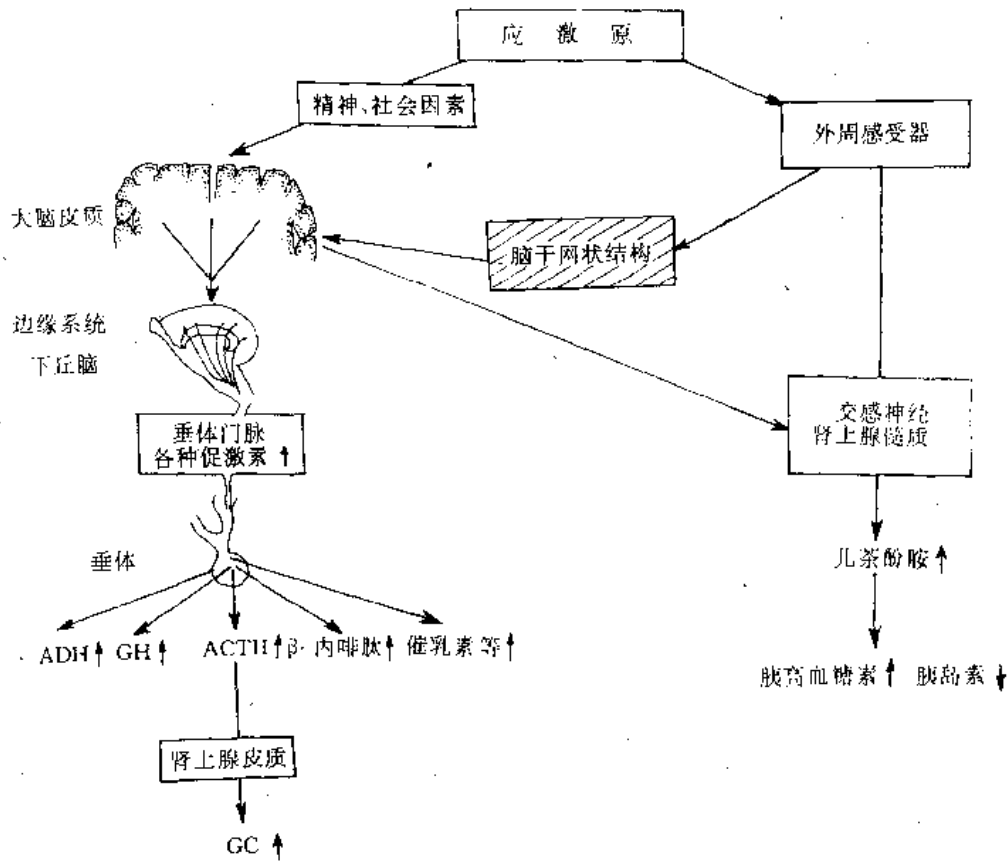 应激原
精神、社会因素
外周感受器
大脑皮质
脑干网状结构
边缘系统
下丘脑
垂体门脉
各种促激素↑
交感神经
肾上腺髓质
垂体
儿茶酚胺↑
ADH↑ GH↑ ACTH↑ β-内啡肽↑ 催乳素等↑
胰高血糖素↑ 胰岛素↓
肾上腺皮质
GC ↑